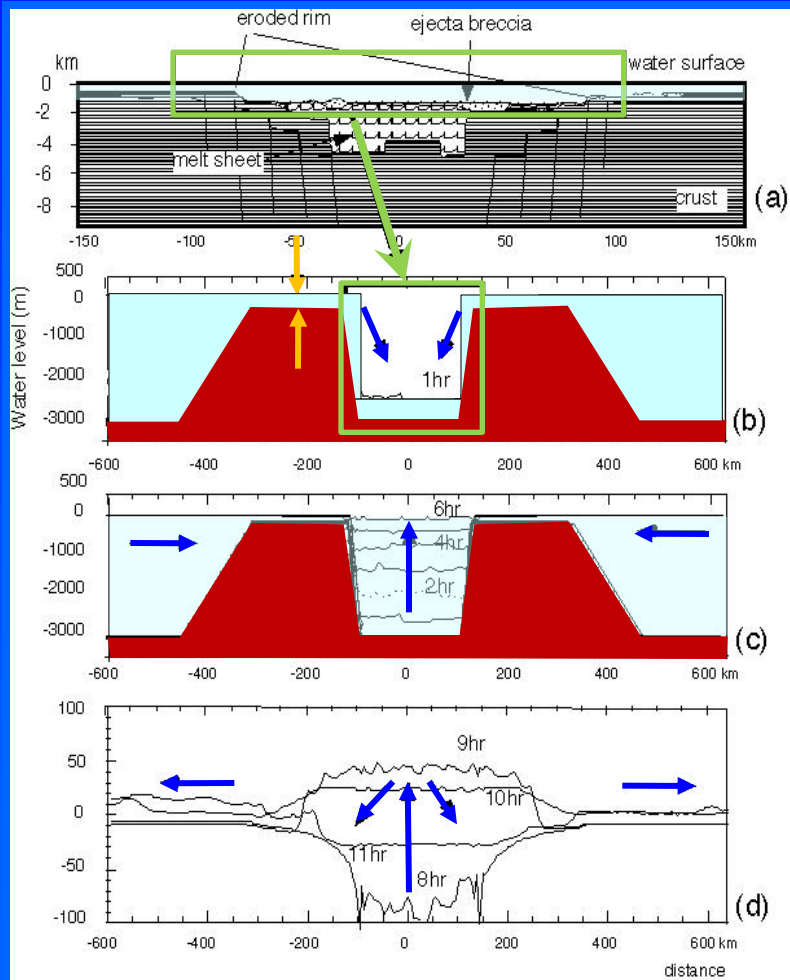 eroded rim
ejecta breccia
(a)
km
water surface
0
-2
-4
melt sheet
-6
-8
crust
-150 -100 -50 00 50 100 150km
500
0
-1000
-2000
-3000
Water level (m)
1hr
(b)
-600 -400 -200 0 200 400 600 km
500
0
-1000
-2000
-3000
6hr
4hr
2hr
(c)
-600 -400 -200 0 200 400 600 km
100
50
0
-50
-100
9hr
10hr
11hr
8hr
(d)
-600 -400 -200 0 200 400 600 km
distance